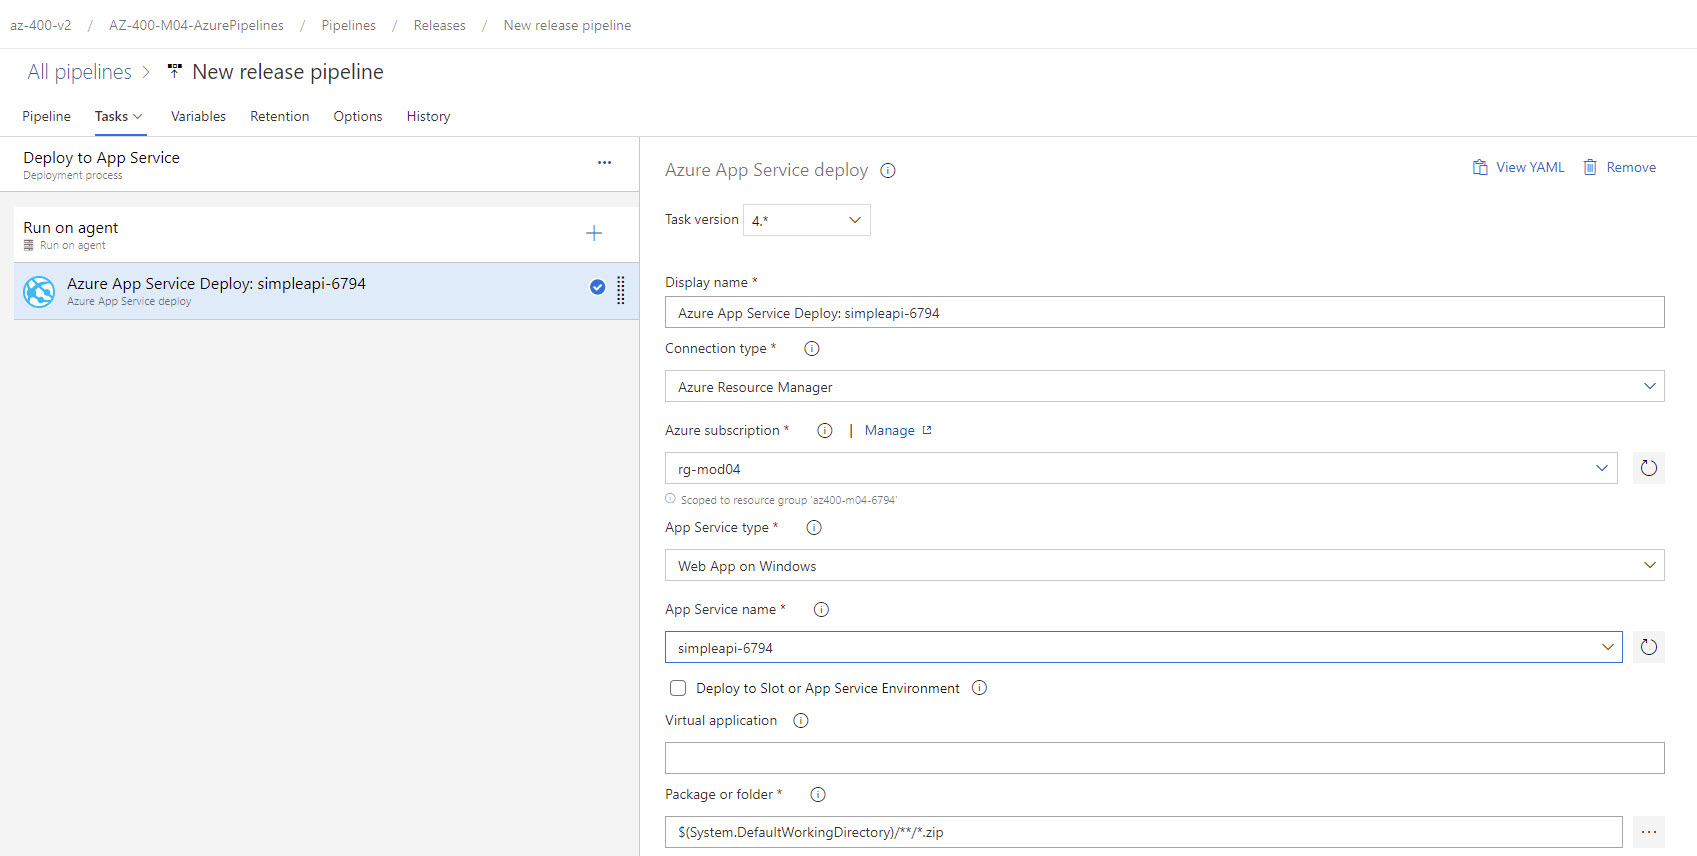 az-400-v2 / AZ-400-M04-AzurePipelines / Pipelines / Releases / New release pipeline
All pipelines > New release pipeline
Pipeline Tasks Variables Retention Options History
Deploy to App Service
Deployment process
Run on agent
Run on agent
Azure App Service Deploy: simpleapi-6794
Azure App Service deploy
Azure App Service deploy
View YAML Remove
Task version 4.*
Display name *
Azure App Service Deploy: simpleapi-6794
Connection type *
Azure Resource Manager
Azure subscription * | Manage
rg-mod04
Scoped to resource group 'az400-m04-6794'
App Service type *
Web App on Windows
App Service name *
simpleapi-6794
Deploy to Slot or App Service Environment
Virtual application
Package or folder *
$(System.DefaultWorkingDirectory)/**/*.zip